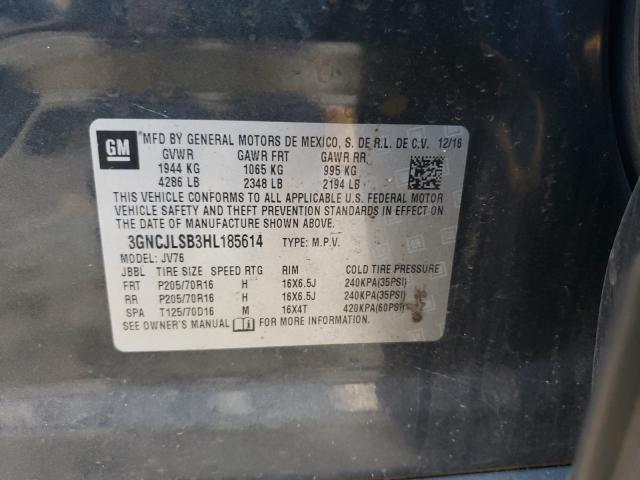 GM
MFD BY GENERAL MOTORS DE MEXICO, S. DE R.L. DE C.V. 12/16
GVWR GAWR FRT GAWR RR
1944 KG 1065 KG 995 KG
4286 LB 2348 LB 2194 LB
THIS VEHICLE CONFORMS TO ALL APPLICABLE U.S. FEDERAL MOTOR
VEHICLE SAFETY AND THEFT PREVENTION STANDARDS IN EFFECT ON
THE DATE OF MANUFACTURE SHOWN ABOVE.
3GNCJLSB3HL185614 TYPE: M.P.V.
MODEL: JV76
JBBL TIRE SIZE SPEED RTG RIM COLD TIRE PRESSURE
FRT P205/70R16 H 16X6.5J 240KPA(35PSI)
RR P205/70R16 H 16X6.5J 240KPA(35PSI)
SPA T125/70D16 M 16X4T 420KPA(60PSI)
SEE OWNER'S MANUAL FOR MORE INFORMATION.